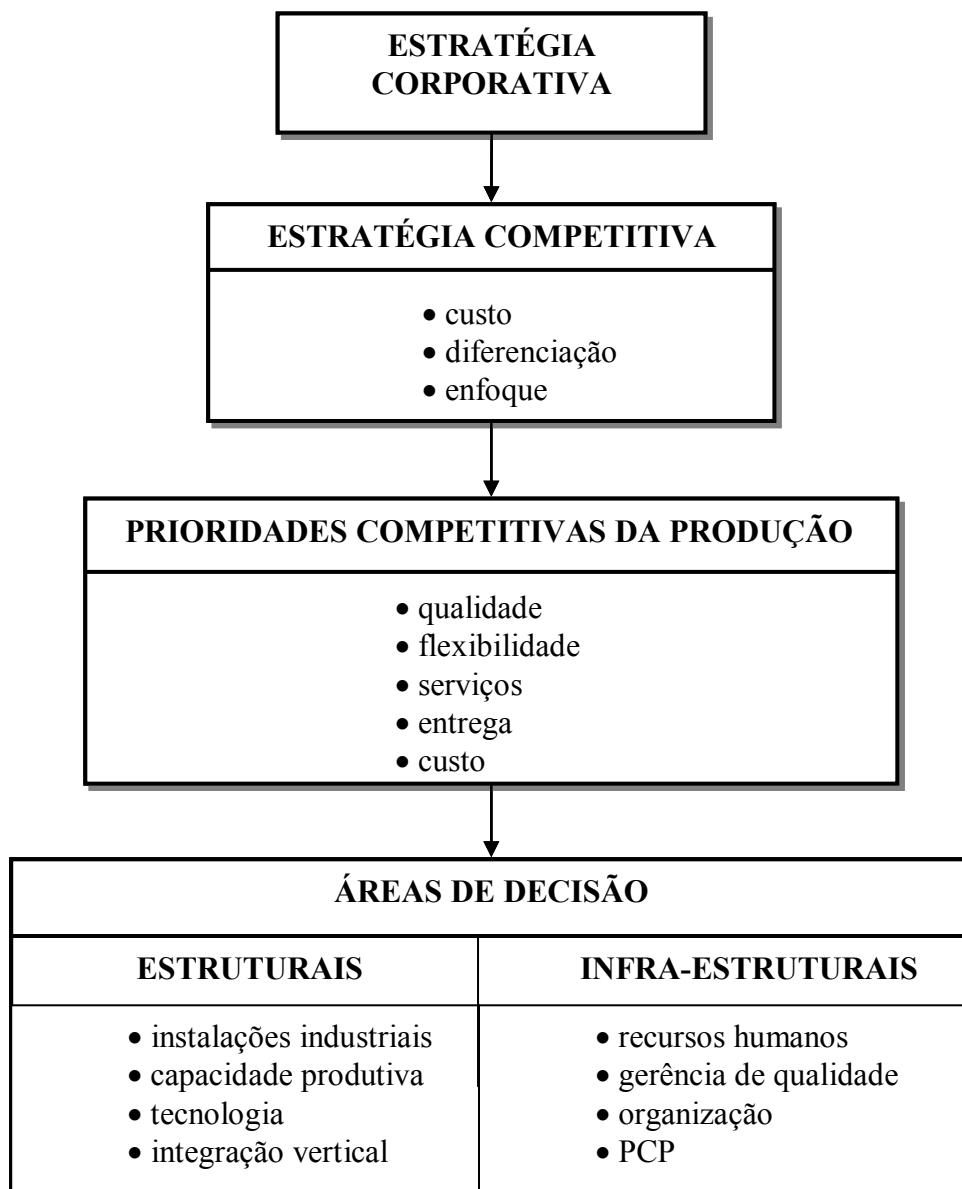 ESTRATÉGIA
CORPORATIVA
ESTRATÉGIA COMPETITIVA
• custo
• diferenciação
• enfoque
PRIORIDADES COMPETITIVAS DA PRODUÇÃO
• qualidade
• flexibilidade
• serviços
• entrega
• custo
ÁREAS DE DECISÃO
ESTRUTURAIS
• instalações industriais
• capacidade produtiva
• tecnologia
• integração vertical
INFRA-ESTRUTURAIS
• recursos humanos
• gerência de qualidade
• organização
• PCP